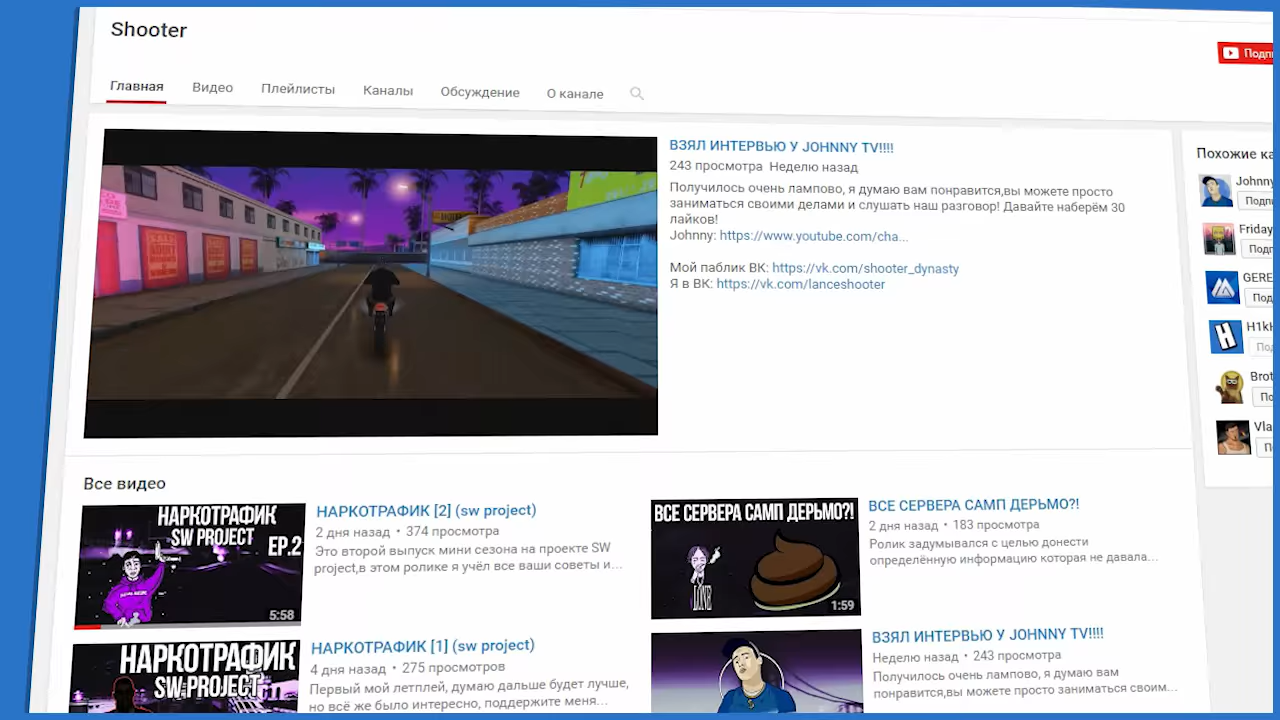 Shooter
Главная Видео Плейлисты Каналы Обсуждение О канале
ВЗЯЛ ИНТЕРВЬЮ У JOHNNY TV!!!!
243 просмотра Неделю назад
Получилось очень лампово, я думаю вам понравится,вы можете просто
заниматься своими делами и слушать наш разговор! Давайте наберём 30
лайков!
Johnny: https://www.youtube.com/cha...
Мой паблик ВК: https://vk.com/shooter_dynasty
Я в ВК: https://vk.com/lanceshooter
Похожие ка
Johnny
Friday
GERE
H1kH
Brot
Vla
Все видео
НАРКОТРАФИК
SW PROJECT
EP.2
5:58
НАРКОТРАФИК [2] (sw project)
2 дня назад • 374 просмотра
Это второй выпуск мини сезона на проекте SW
project,в этом ролике я учёл все ваши советы и...
ВСЕ СЕРВЕРА САМП ДЕРЬМО?!
LONE
1:59
ВСЕ СЕРВЕРА САМП ДЕРЬМО?!
2 дня назад • 183 просмотра
Ролик задумывался с целью донести
определённую информацию которая не давала...
НАРКОТРАФИК
SW PROJECT
НАРКОТРАФИК [1] (sw project)
4 дня назад • 275 просмотров
Первый мой летплей, думаю дальше будет лучше,
но всё же было интересно, поддержите меня...
ВЗЯЛ ИНТЕРВЬЮ У JOHNNY TV!!!!
Неделю назад • 243 просмотра
Получилось очень лампово, я думаю вам
понравится,вы можете просто заниматься своим...